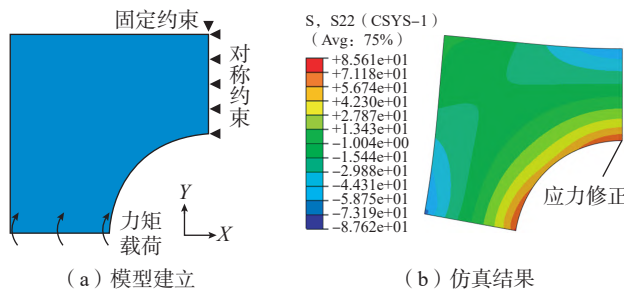 固定约束
对称约束
力矩
载荷
Y
X
(a)模型建立
S, S22(CSYS-1)
(Avg: 75%)
+8.561e+01
+7.118e+01
+5.674e+01
+4.230e+01
+2.787e+01
+1.343e+01
-1.004e+00
-1.544e+01
-2.988e+01
-4.431e+01
-5.875e+01
-7.319e+01
-8.762e+01
应力修正
(b)仿真结果